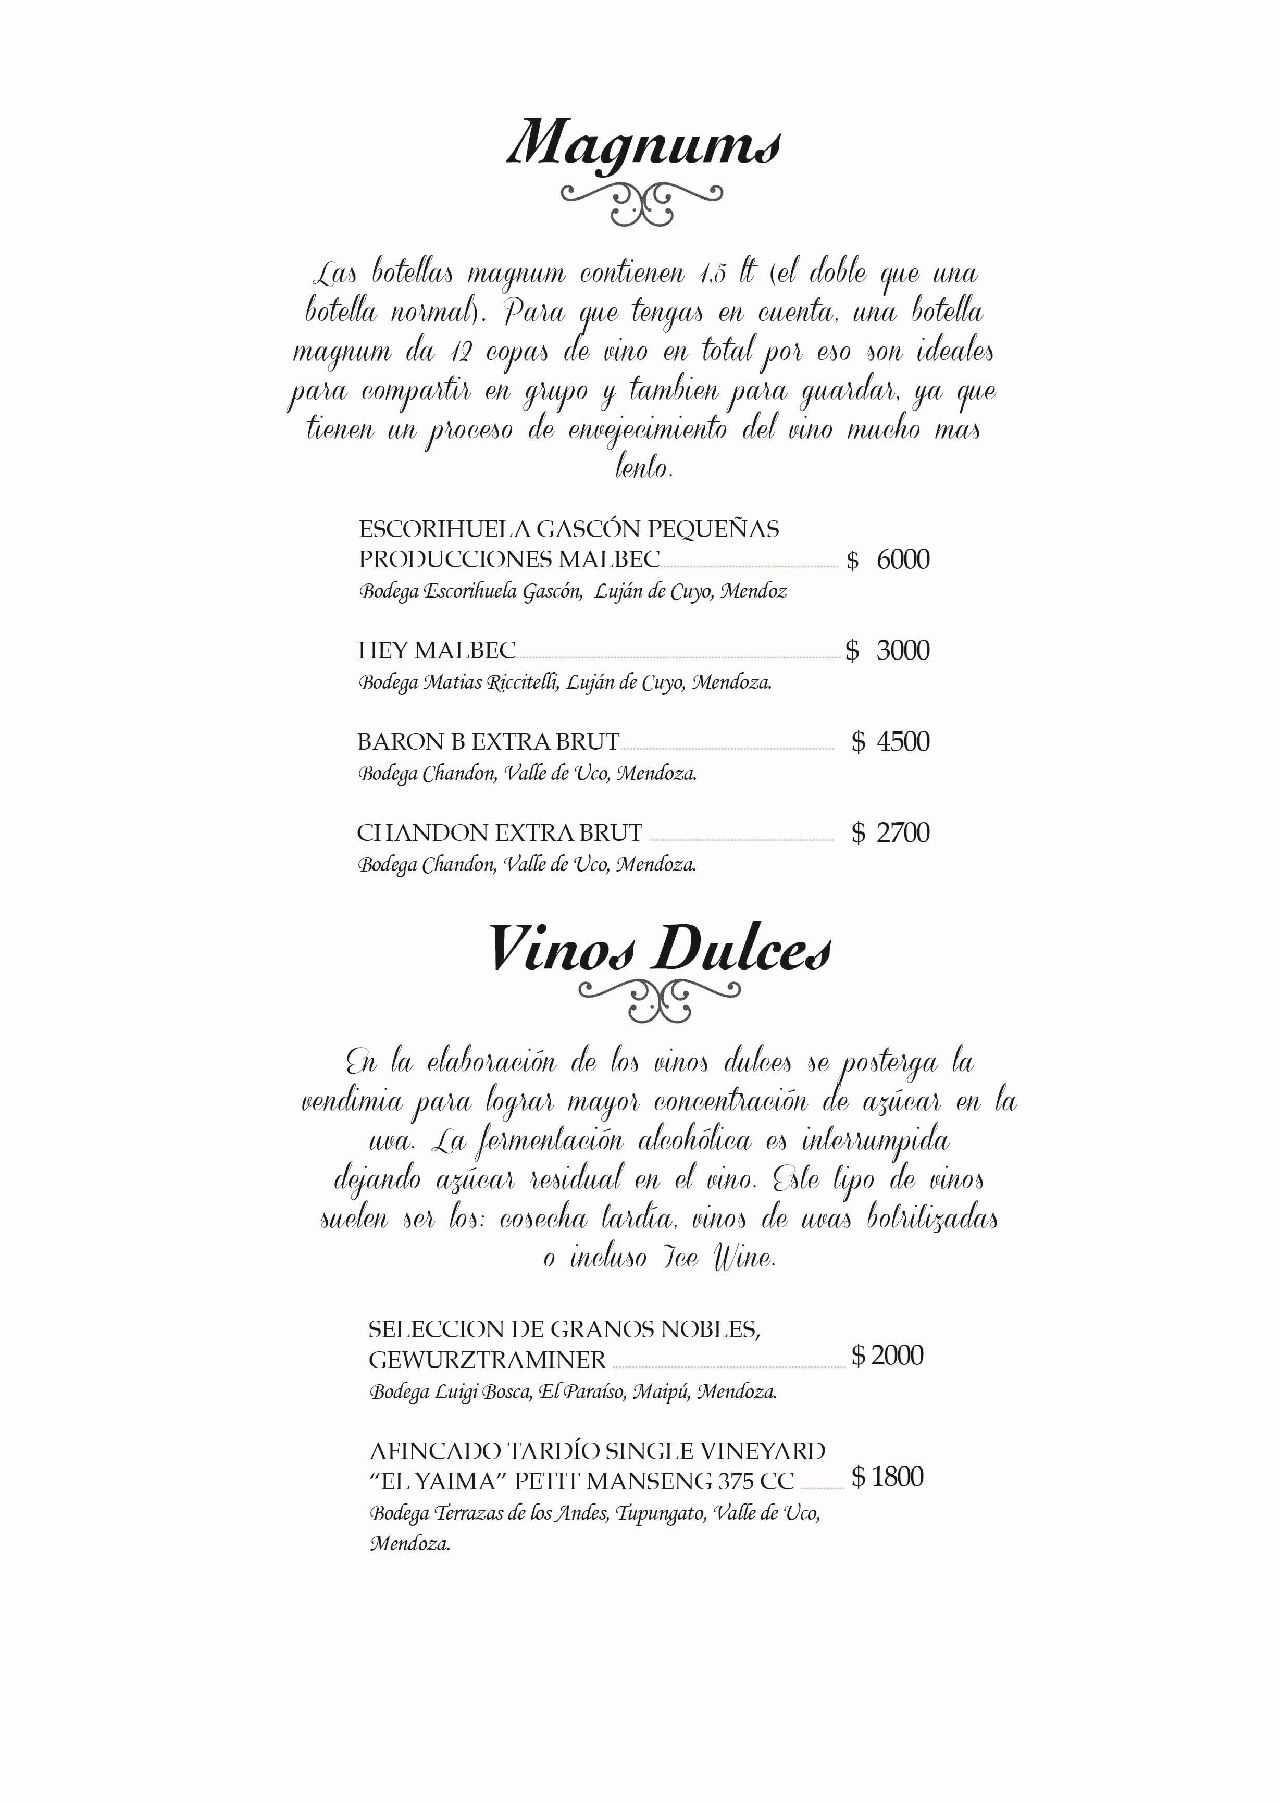 Magnums
Las botellas magnum contienen 1,5 lt (el doble que una
botella normal). Para que tengas en cuenta, una botella
magnum da 12 copas de vino en total por eso son ideales
para compartir en grupo y tambien para guardar, ya que
tienen un proceso de envejecimiento del vino mucho mas
lento.
ESCORIHUELA GASCÓN PEQUEÑAS
PRODUCCIONES MALBEC $ 6000
Bodega Escorihuela Gascón, Luján de Cuyo, Mendoz
HEY MALBEC $ 3000
Bodega Matias Riccitelli, Luján de Cuyo, Mendoza.
BARON B EXTRA BRUT $ 4500
Bodega Chandon, Valle de Uco, Mendoza.
CHANDON EXTRA BRUT $ 2700
Bodega Chandon, Valle de Uco, Mendoza.
Vinos Dulces
En la elaboración de los vinos dulces se posterga la
vendimia para lograr mayor concentración de azúcar en la
uva. La fermentación alcohólica es interrumpida
dejando azúcar residual en el vino. Este tipo de vinos
suelen ser los: cosecha tardía, vinos de uvas botritizadas
o incluso Ice Wine.
SELECCION DE GRANOS NOBLES,
GEWURZTRAMINER $ 2000
Bodega Luigi Bosca, El Paraíso, Maipú, Mendoza.
AFINCADO TARDÍO SINGLE VINEYARD
“EL YAIMA” PETIT MANSENG 375 CC $ 1800
Bodega Terrazas de los Andes, Tupungato, Valle de Uco,
Mendoza.